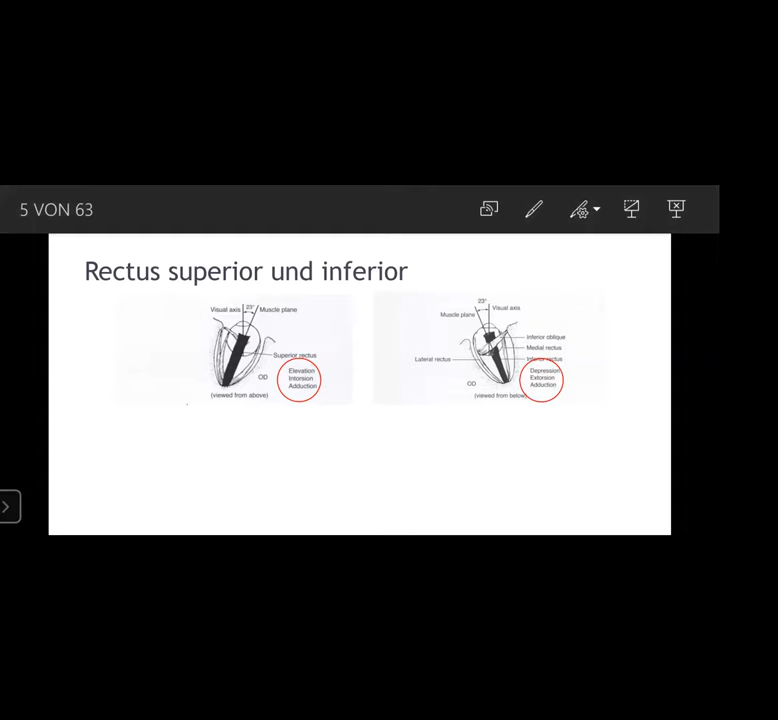 5 VON 63
Rectus superior und inferior
Visual axis
23°
Muscle plane
Superior rectus
OD
Elevation
Intorsion
Adduction
(viewed from above)
23°
Visual axis
Muscle plane
Inferior oblique
Medial rectus
Lateral rectus
Inferior rectus
OD
Depression
Extorsion
Adduction
(viewed from below)